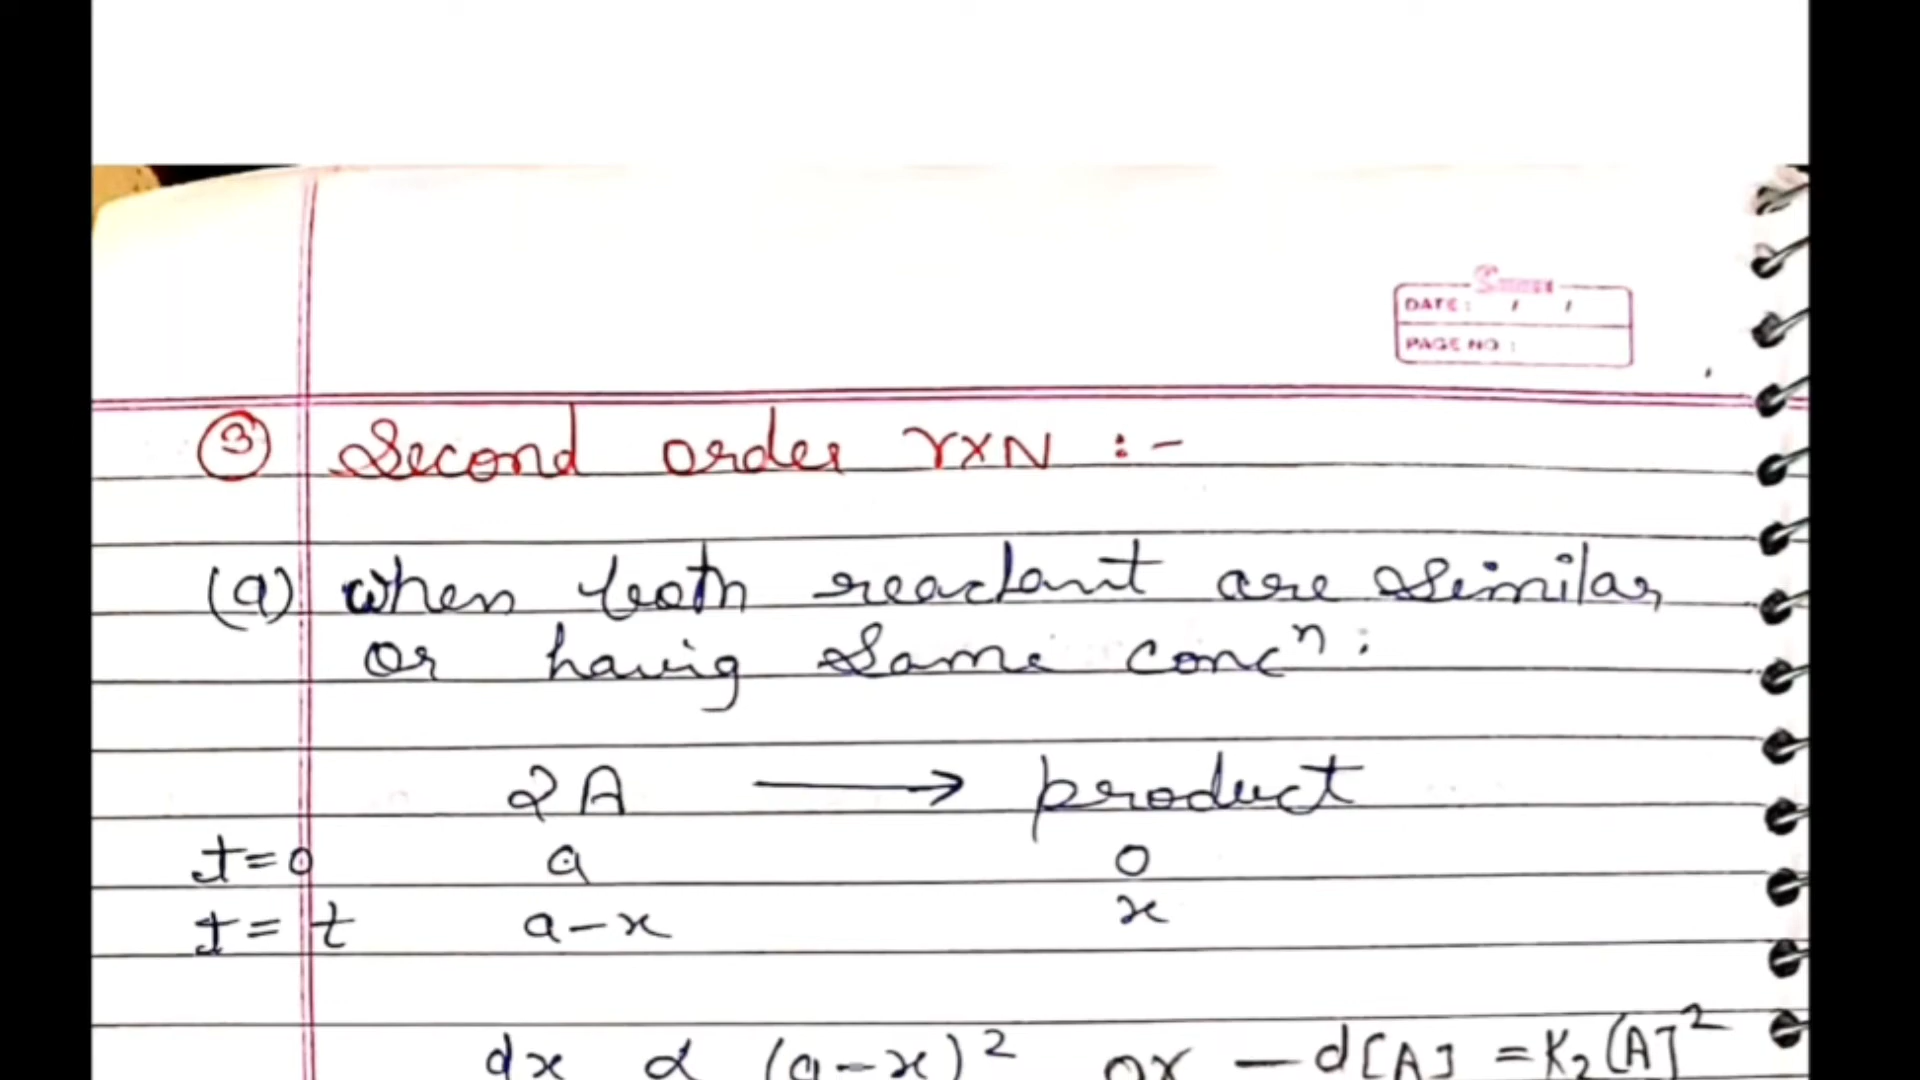 DATE: / /
PAGE NO.:
③ Second order rxN :-
(a) when both reactant are similar
or having same concⁿ:
2A ⟶ product
t=0 a 0
t=t a-x x
dx ∝ (a-x)² or -d[A] = K₂[A]²